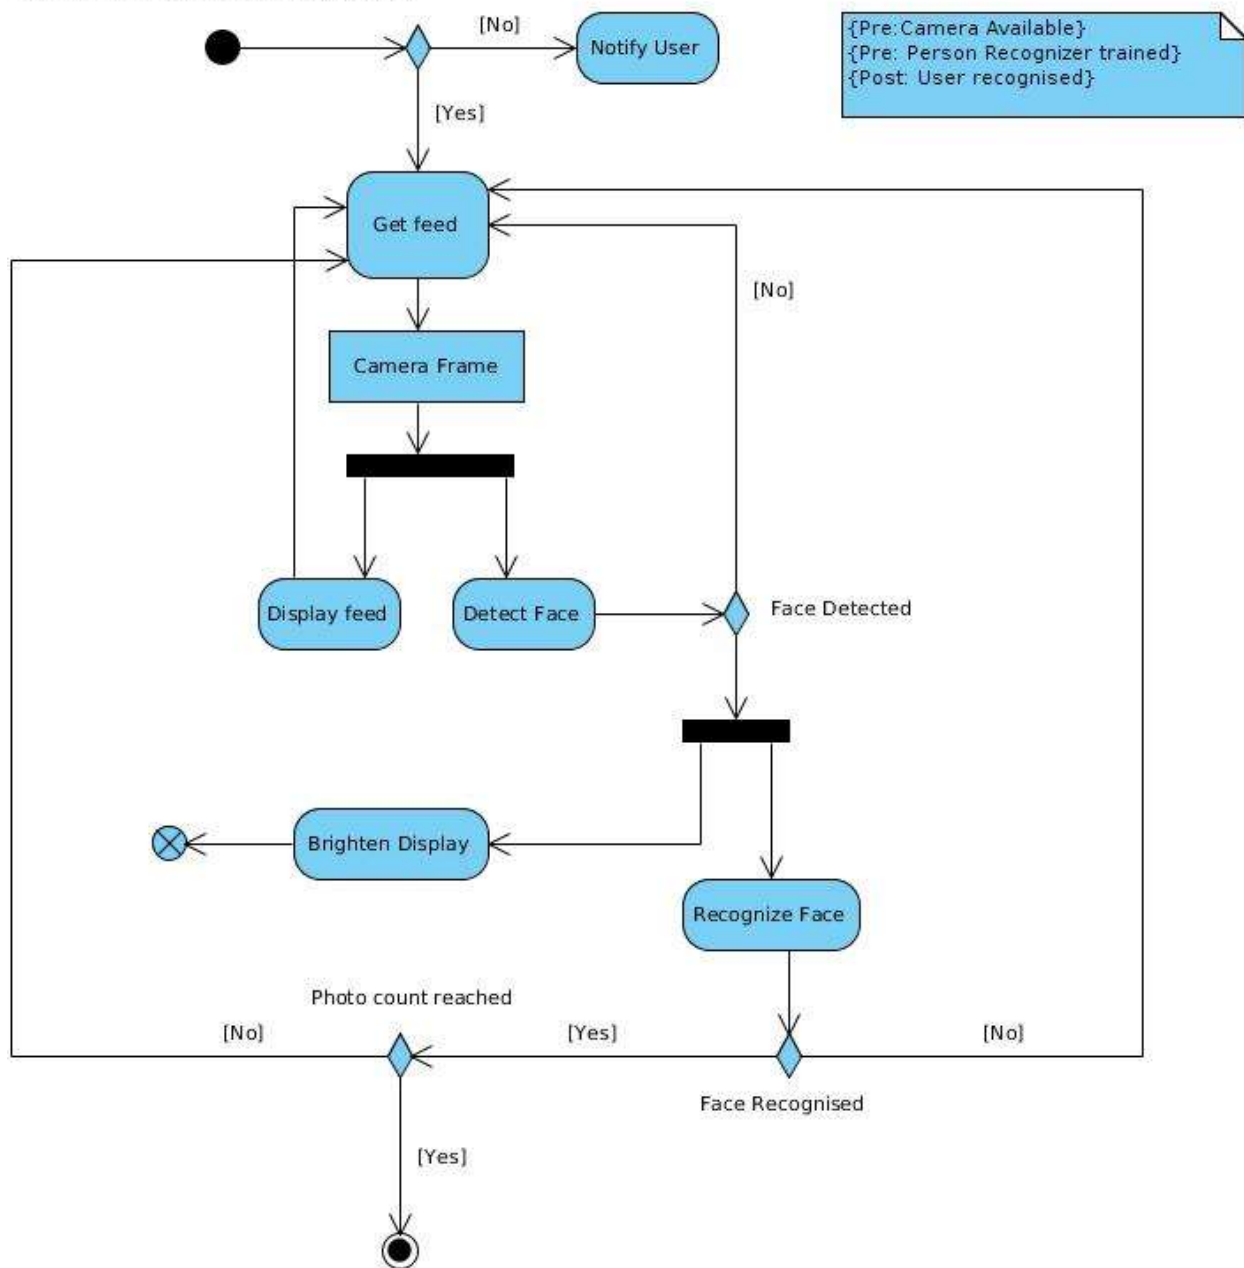 [No]
Notify User
{Pre:Camera Available}
{Pre: Person Recognizer trained}
{Post: User recognised}
[Yes]
Get feed
[No]
Camera Frame
Display feed
Detect Face
Face Detected
Brighten Display
Recognize Face
Photo count reached
[No]
[Yes]
[No]
Face Recognised
[Yes]